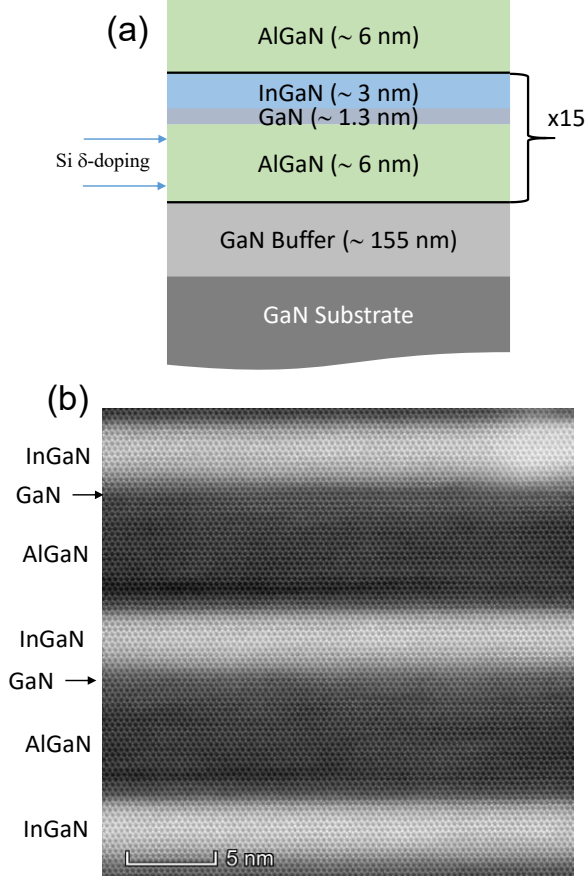 (a)
AlGaN (~ 6 nm)
InGaN (~ 3 nm)
GaN (~ 1.3 nm)
x15
Si δ-doping
AlGaN (~ 6 nm)
GaN Buffer (~ 155 nm)
GaN Substrate
(b)
InGaN
GaN
AlGaN
InGaN
GaN
AlGaN
InGaN
5 nm